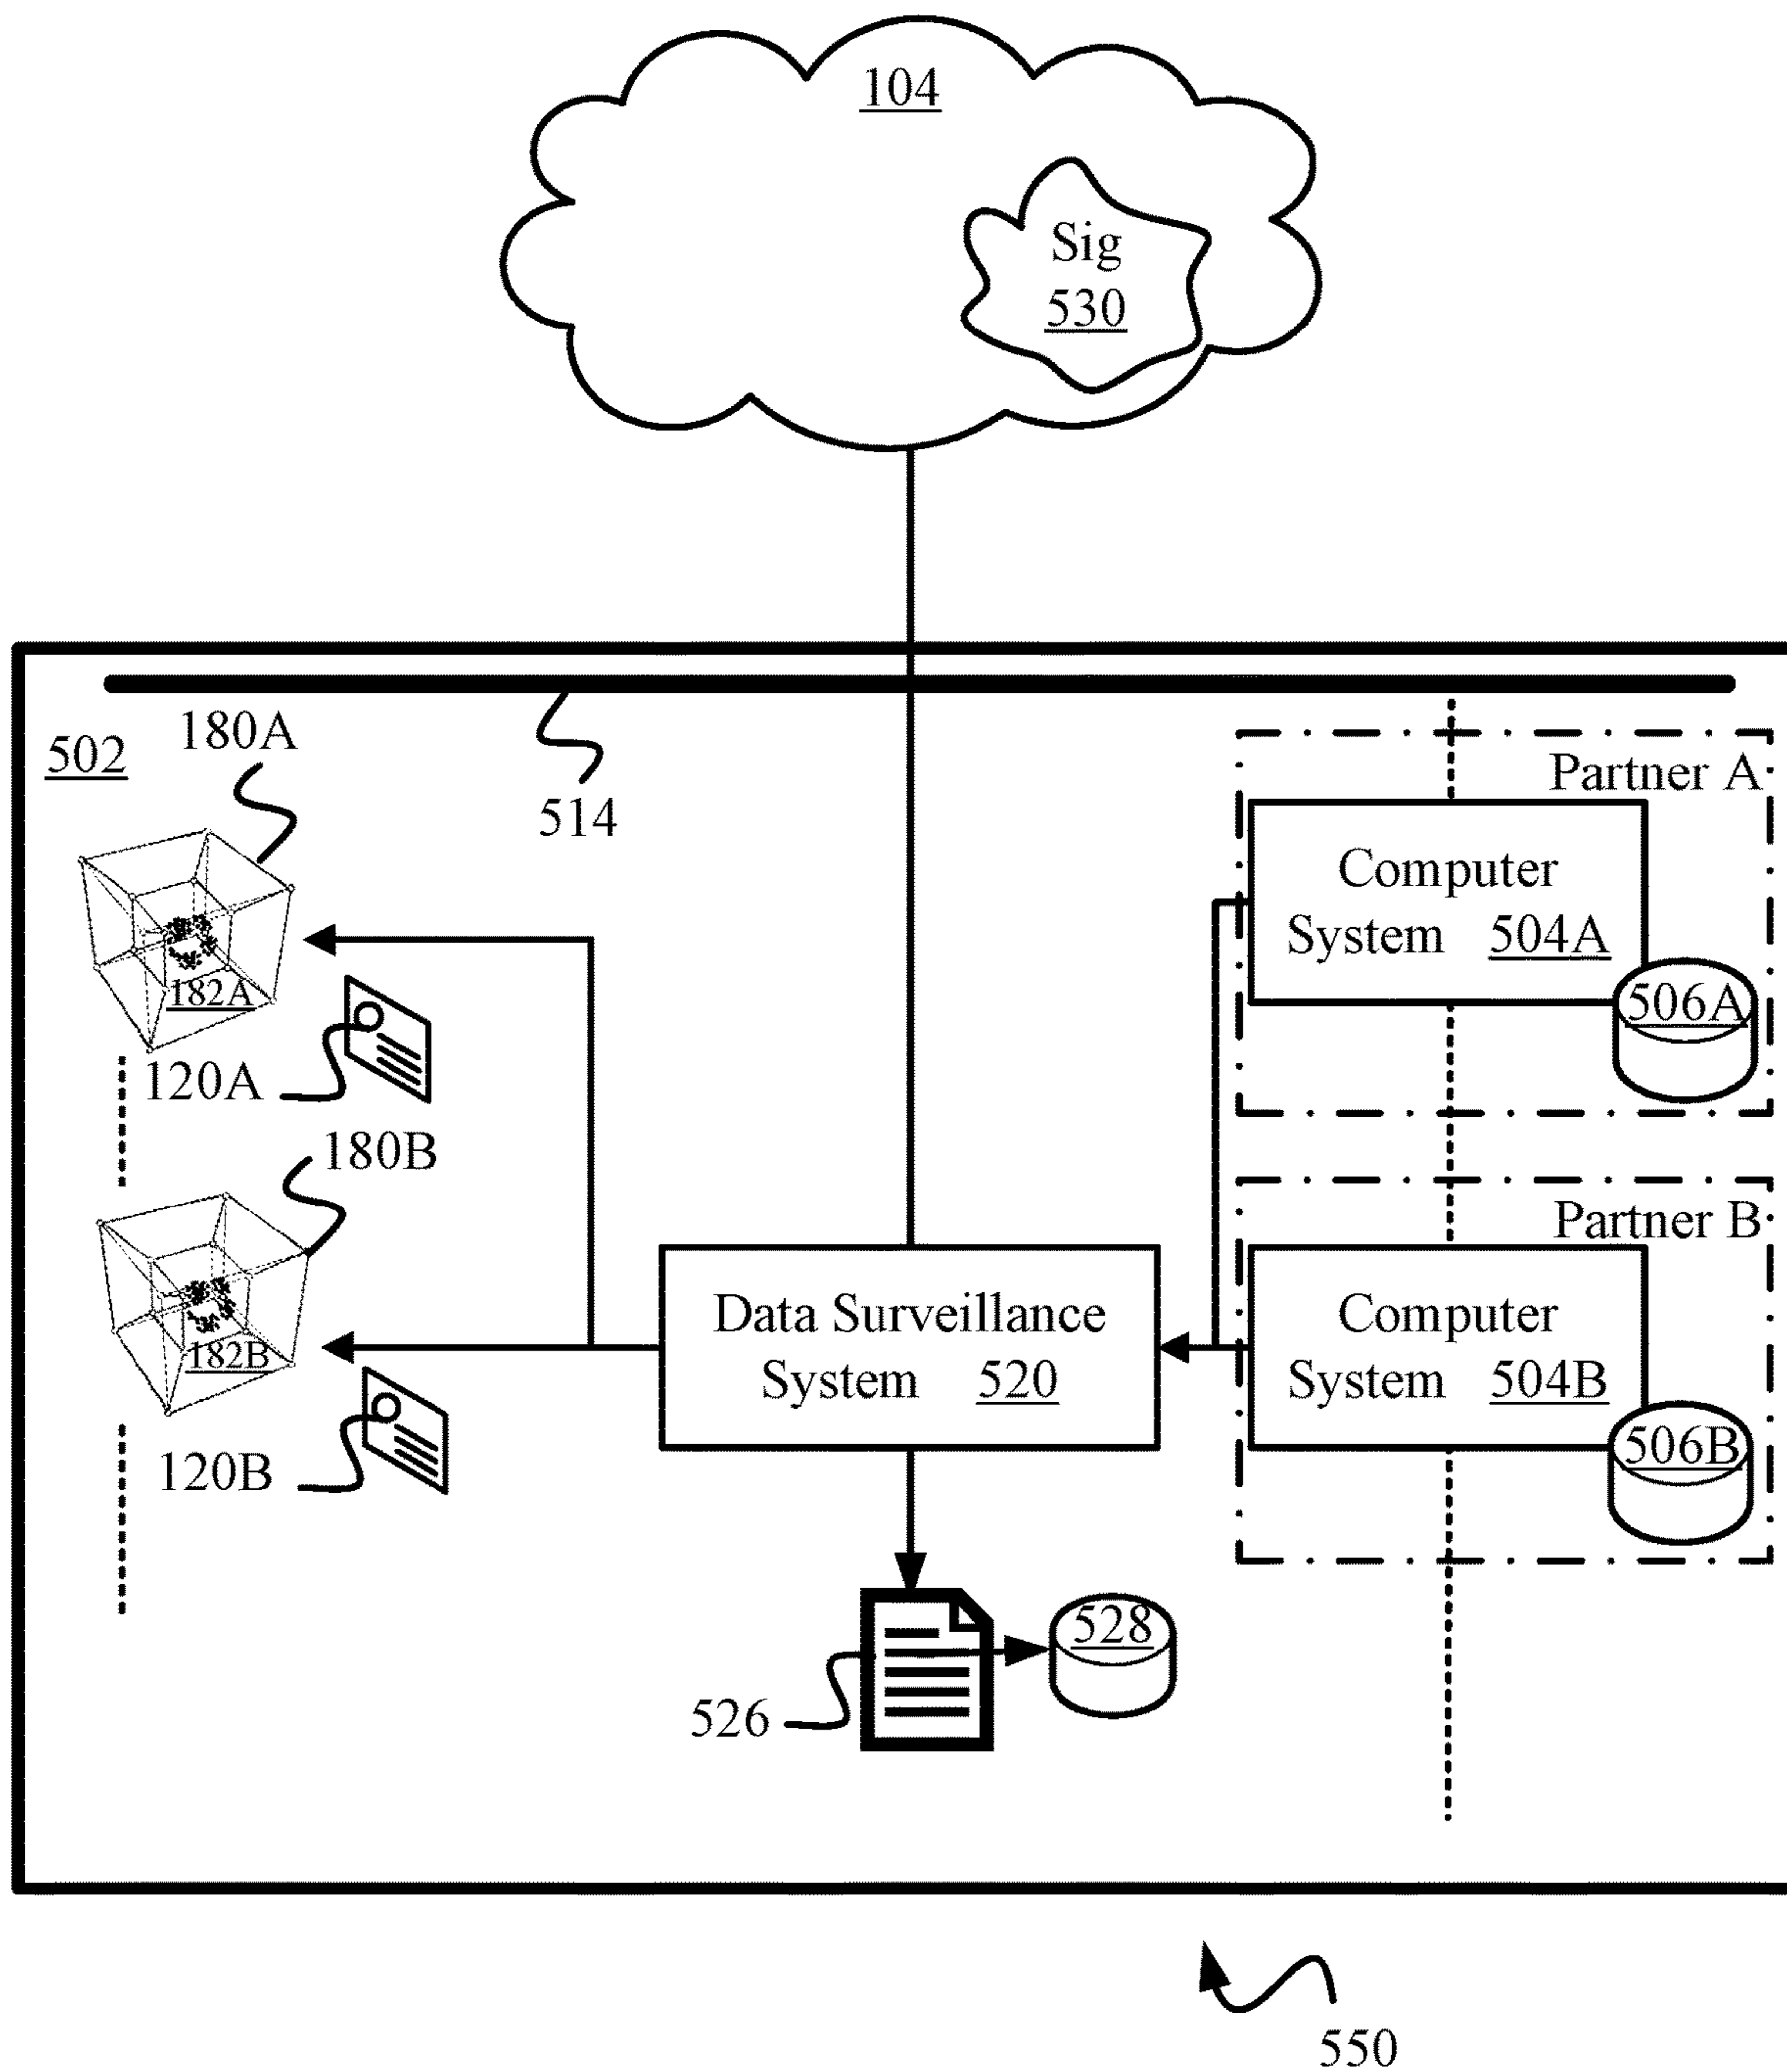 104
Sig
530
502
180A
514
Partner A
Computer
System 504A
506A
182A
120A
180B
Partner B
Data Surveillance
System 520
Computer
System 504B
506B
182B
120B
528
526
550